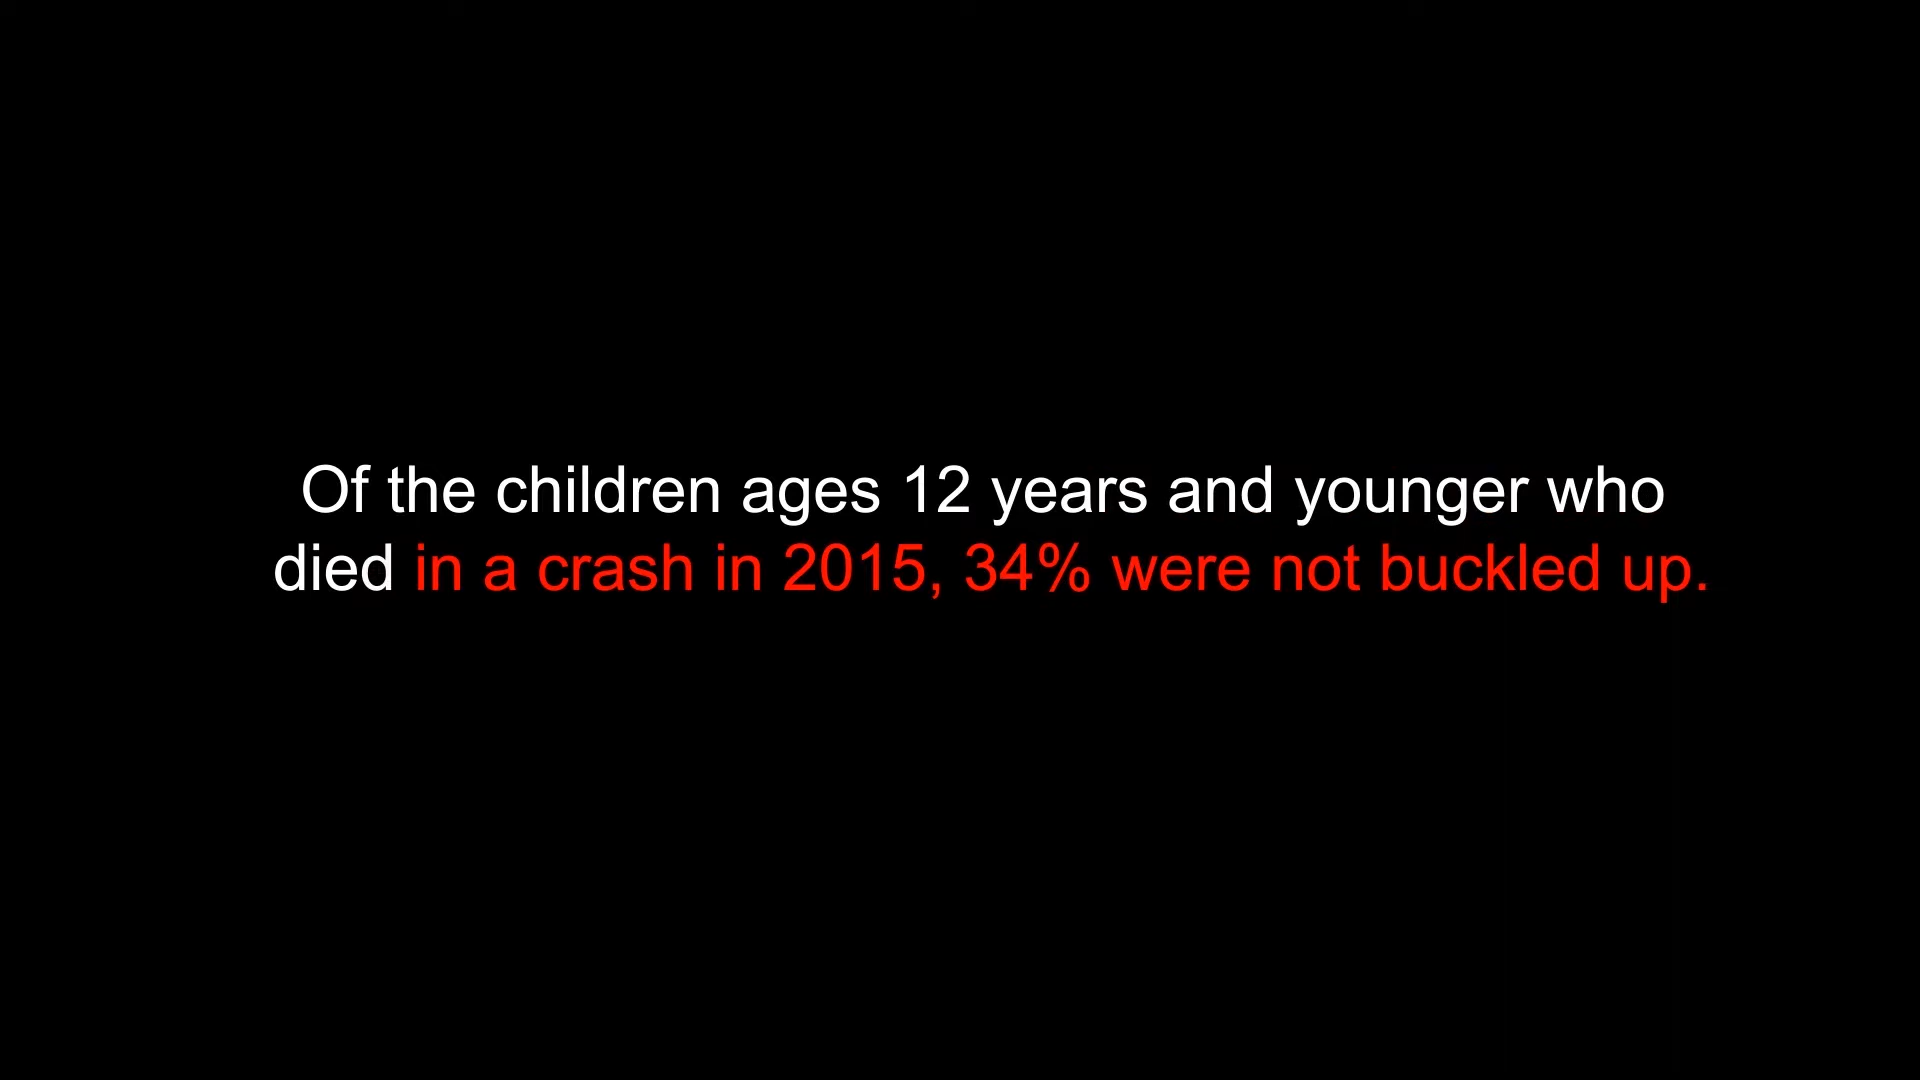 Of the children ages 12 years and younger who
died in a crash in 2015, 34% were not buckled up.